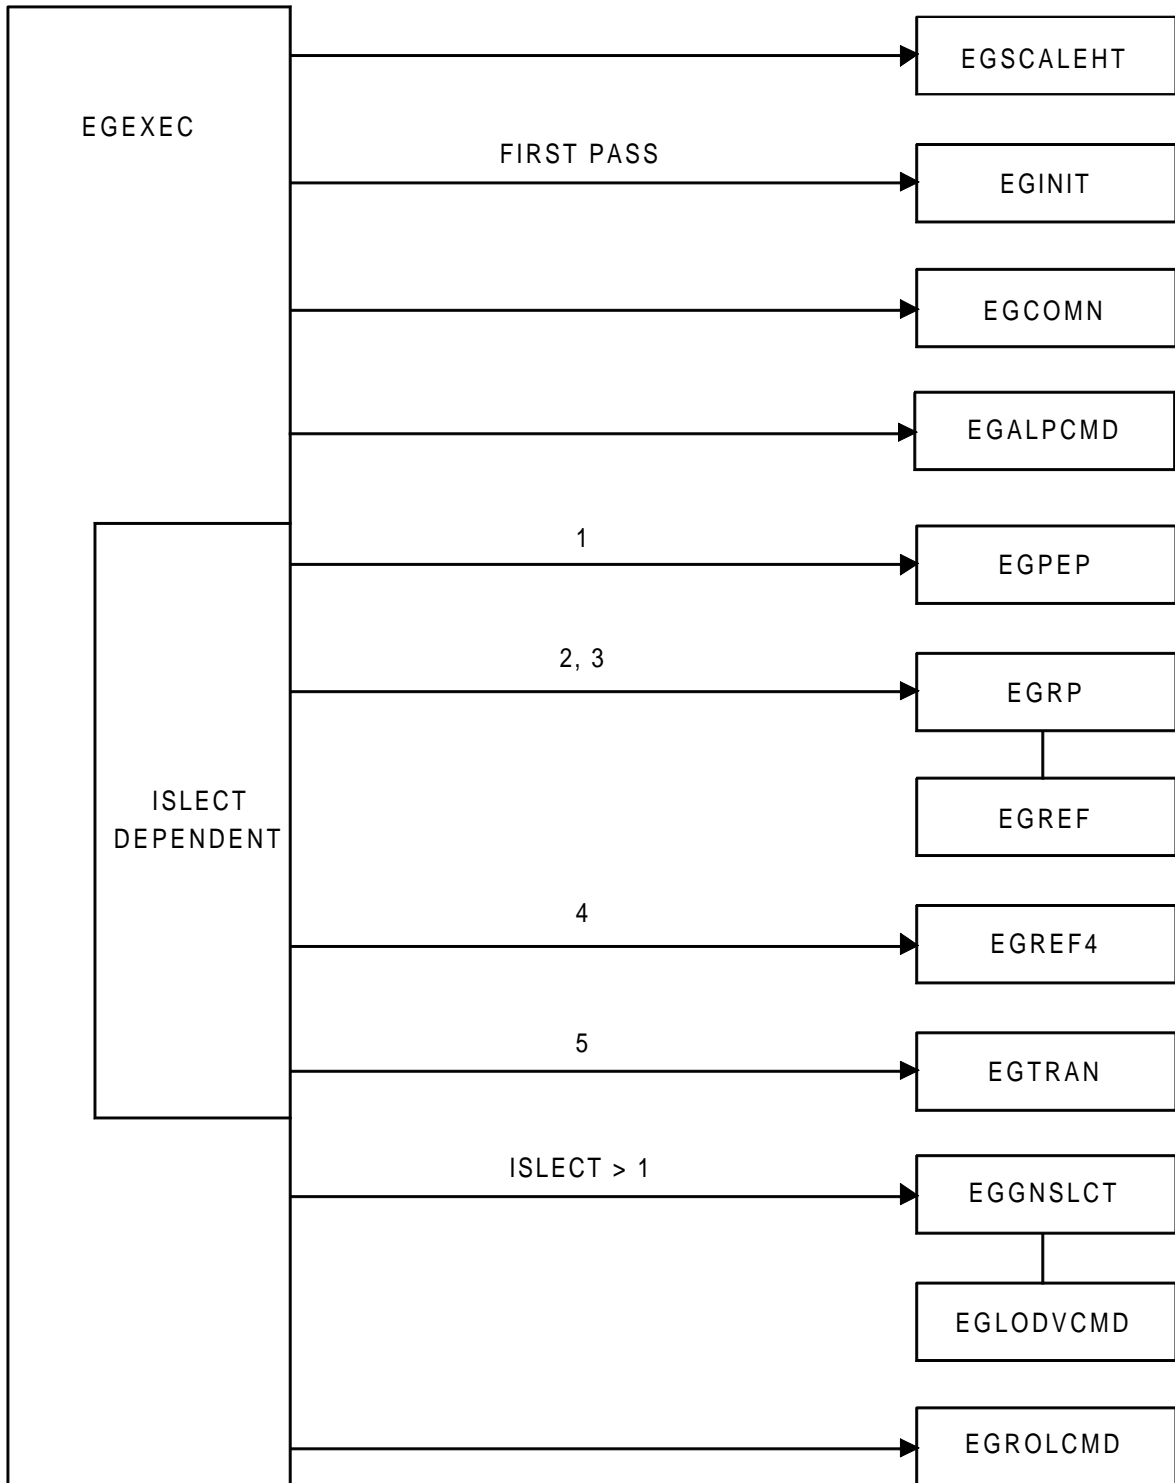 EGSCALEHT
EGEXEC
FIRST PASS
EGINIT
EGCOMN
EGALPCMD
1
EGPEP
2, 3
EGRP
ISLECT
DEPENDENT
EGREF
4
EGREF4
5
EGTRAN
ISLECT > 1
EGGNSLCT
EGLODVCMD
EGROLCMD